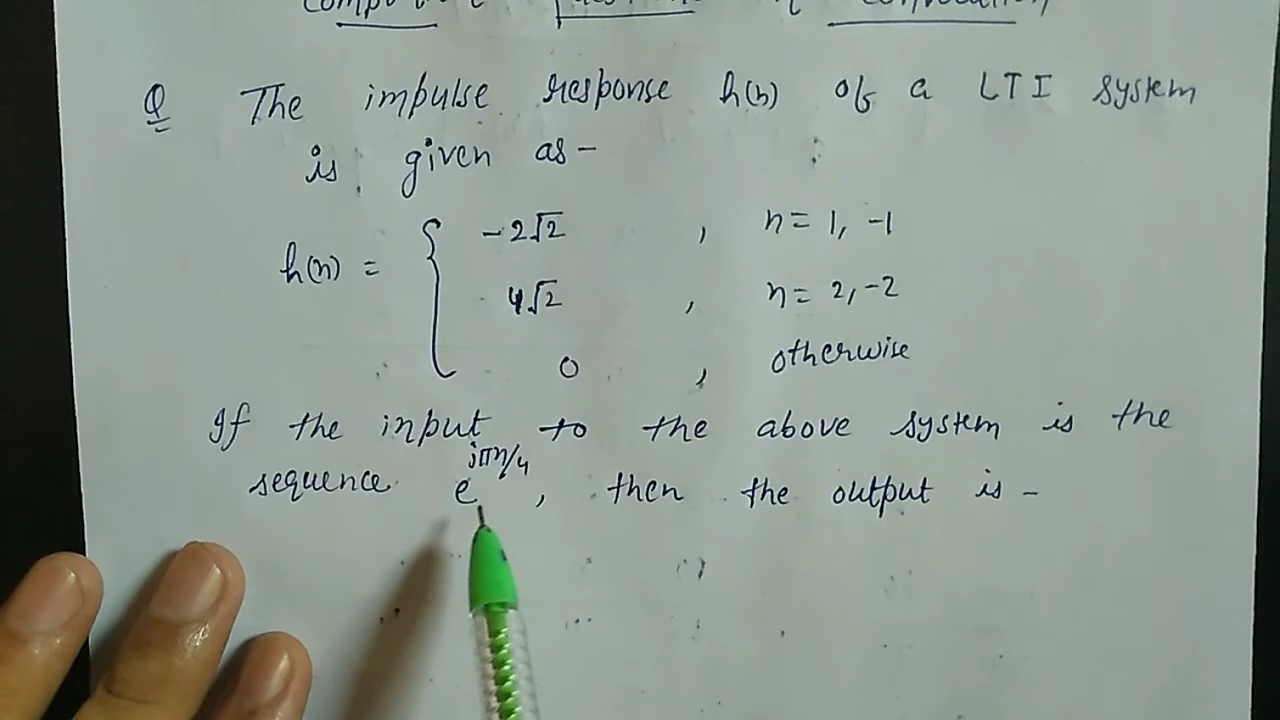 Q The impulse response h(n) of a LTI system
is given as-
h(n) = { -2√2 , n = 1, -1
4√2 , n = 2, -2
0 , otherwise
If the input to the above system is the
sequence e^{jπn/4}, then the output is -